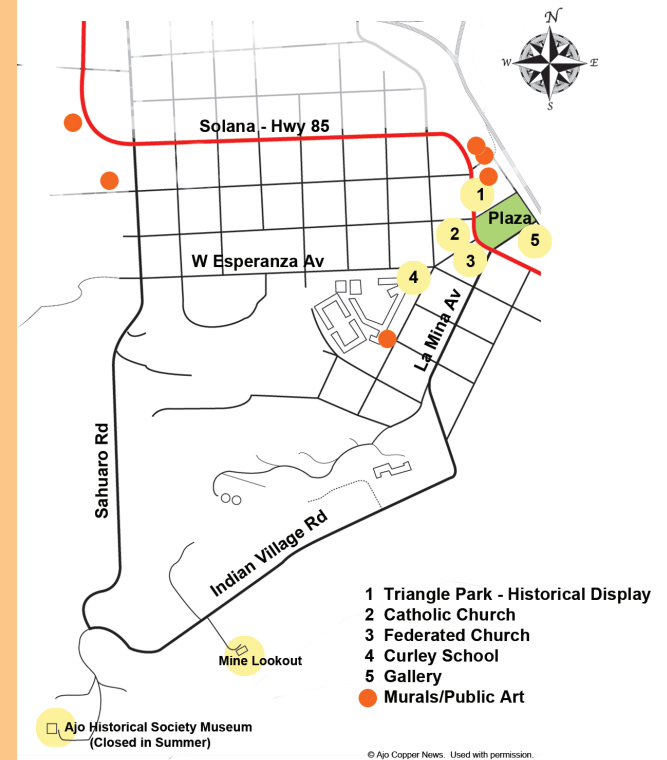 N
W
E
S
Solana - Hwy 85
1
Plaza
2
5
3
W Esperanza Av
4
La Mina Av
Sahuaro Rd
Indian Village Rd
1 Triangle Park - Historical Display
2 Catholic Church
3 Federated Church
4 Curley School
5 Gallery
Murals/Public Art
Mine Lookout
Ajo Historical Society Museum
(Closed in Summer)
© Ajo Copper News. Used with permission.